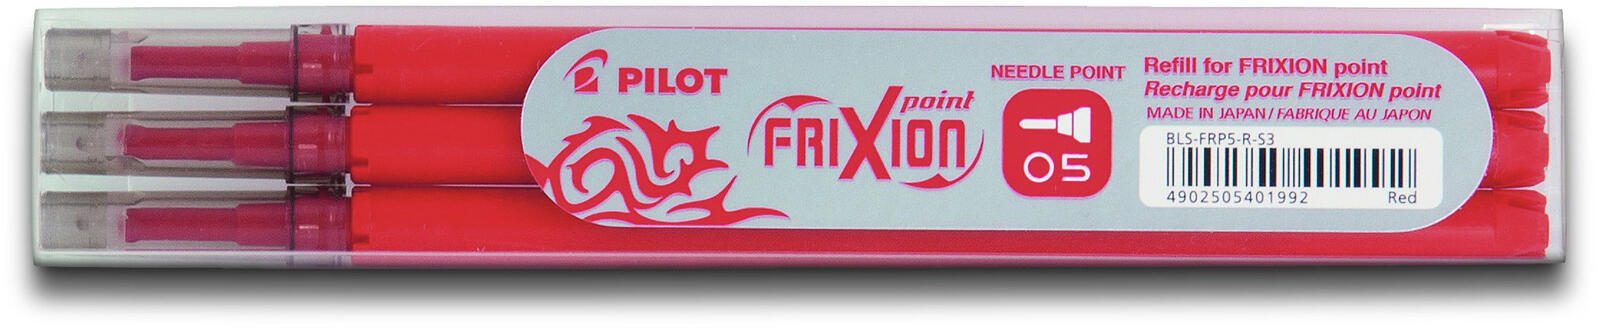 PILOT
FRIXION
point
NEEDLE POINT
05
Refill for FRIXION point
Recharge pour FRIXION point
MADE IN JAPAN / FABRIQUE AU JAPON
BLS-FRP5-R-S3
4902505401992 Red